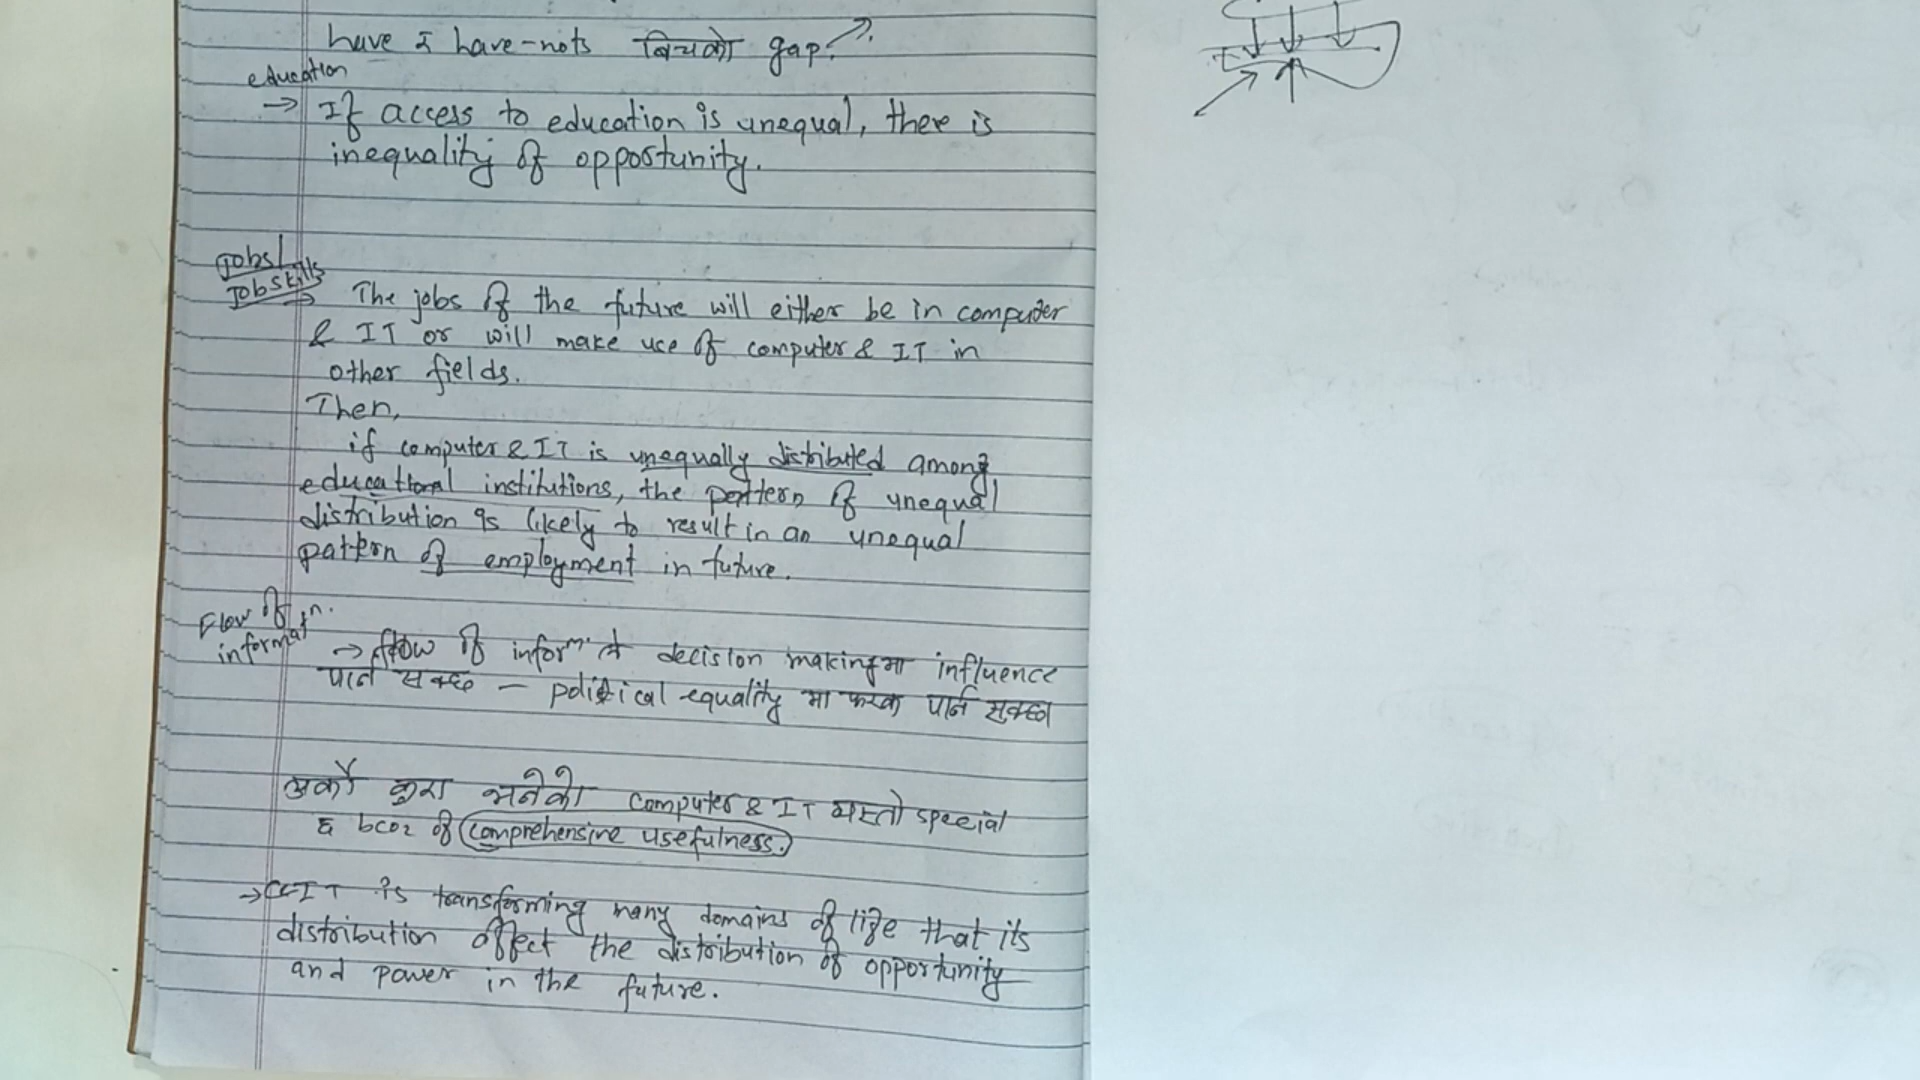 have र have-nots बिचको gap?
education
→ If access to education is unequal, there is
inequality of opportunity.
Jobs/
Job skills
→ The jobs of the future will either be in computer
& IT or will make use of computer & IT in
other fields.
Then,
if computer & IT is unequally distributed among
educational institutions, the pattern of unequal
distribution is likely to result in an unequal
pattern of employment in future.
Flow of
informatn.
→ flow of inform ले decision making मा influence
पार्न सक्छ – political equality मा फरक पार्न सक्छ
अर्को कुरा भनेको computer & IT यस्तो special
छ bcoz of comprehensive usefulness.
→ C&IT is transforming many domains of life that its
distribution affect the distribution of opportunity
and power in the future.